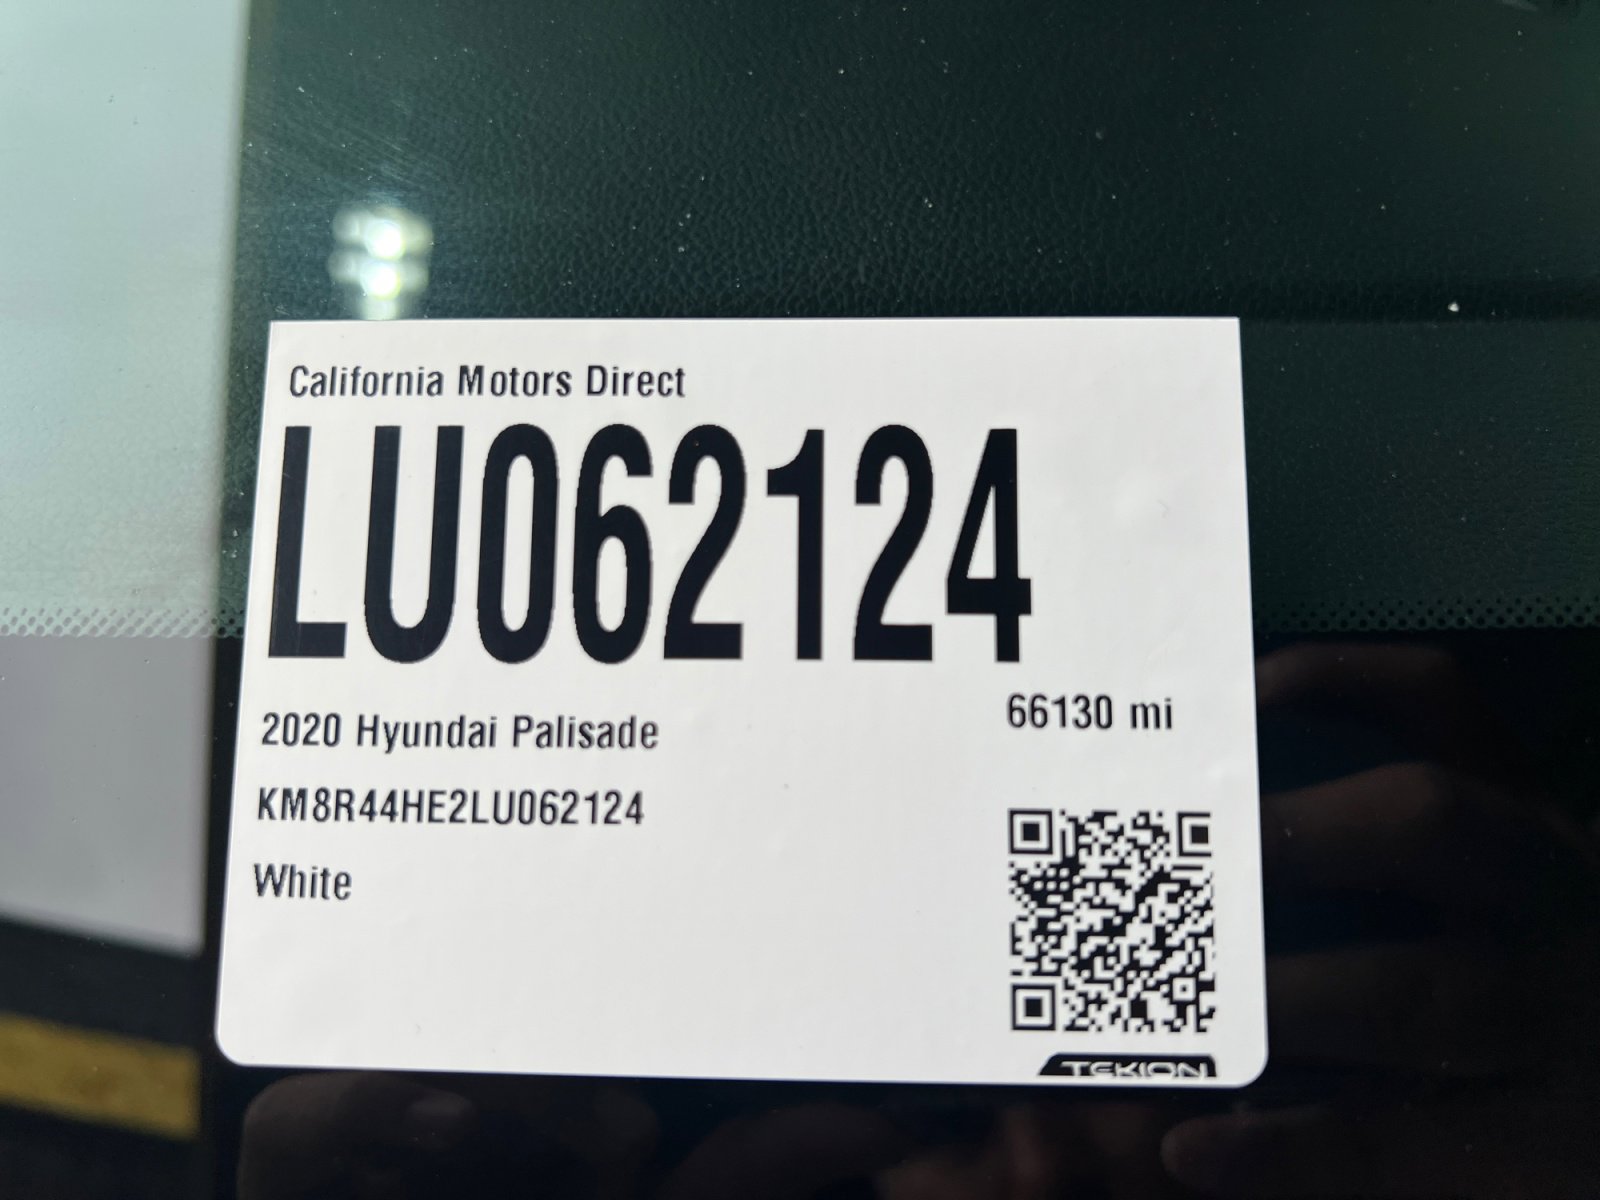 California Motors Direct
LU062124
2020 Hyundai Palisade
66130 mi
KM8R44HE2LU062124
White
TEKION